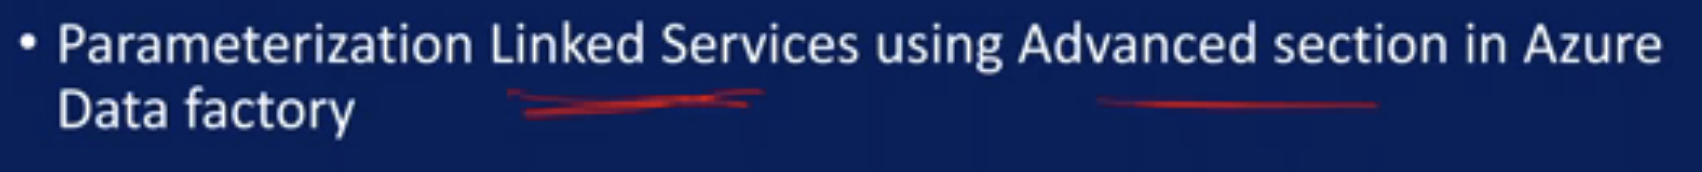 • Parameterization Linked Services using Advanced section in Azure
Data factory